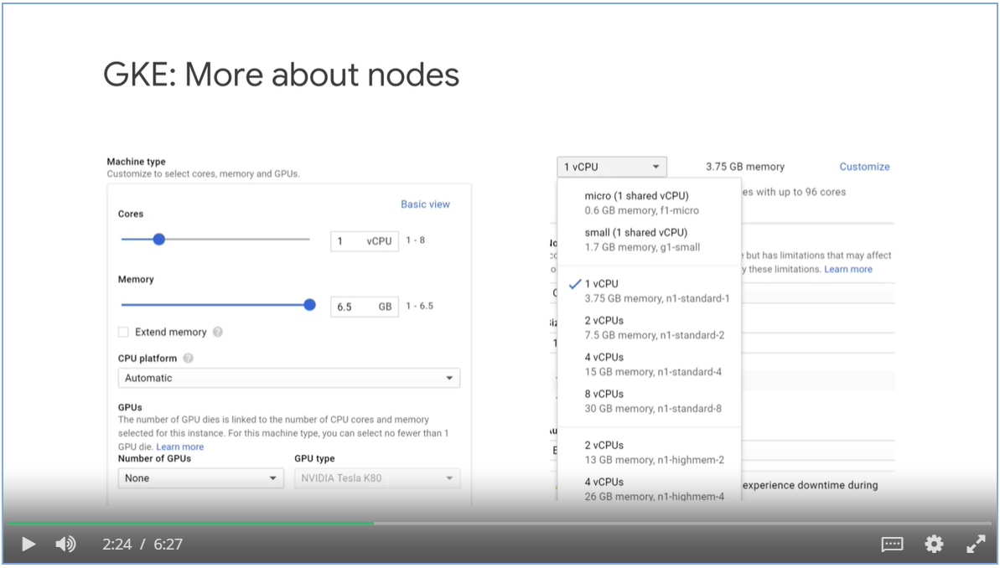 GKE: More about nodes
Machine type
Customize to select cores, memory and GPUs.
Basic view
Cores
1 vCPU 1 - 8
Memory
6.5 GB 1 - 6.5
Extend memory ?
CPU platform ?
Automatic
GPUs
The number of GPU dies is linked to the number of CPU cores and memory
selected for this instance. For this machine type, you can select no fewer than 1
GPU die. Learn more
Number of GPUs GPU type
None NVIDIA Tesla K80
1 vCPU 3.75 GB memory Customize
micro (1 shared vCPU)
0.6 GB memory, f1-micro
small (1 shared vCPU)
1.7 GB memory, g1-small
1 vCPU
3.75 GB memory, n1-standard-1
2 vCPUs
7.5 GB memory, n1-standard-2
4 vCPUs
15 GB memory, n1-standard-4
8 vCPUs
30 GB memory, n1-standard-8
2 vCPUs
13 GB memory, n1-highmem-2
4 vCPUs
26 GB memory, n1-highmem-4
es with up to 96 cores
but has limitations that may affect
y these limitations. Learn more
experience downtime during
2:24 / 6:27